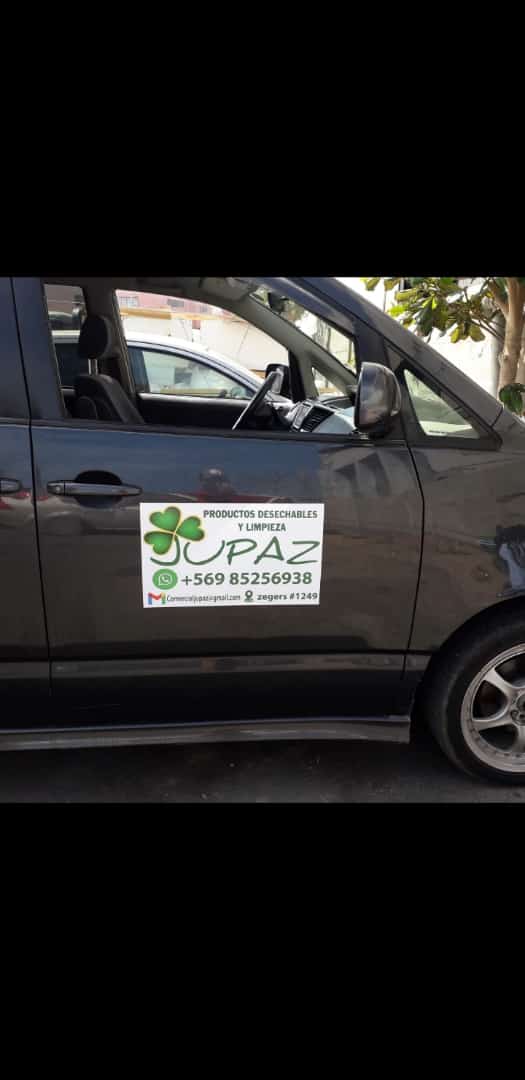 PRODUCTOS DESECHABLES
Y LIMPIEZA
JUPAZ
+569 85256938
Comercialjupaz@gmail.com zegers #1249